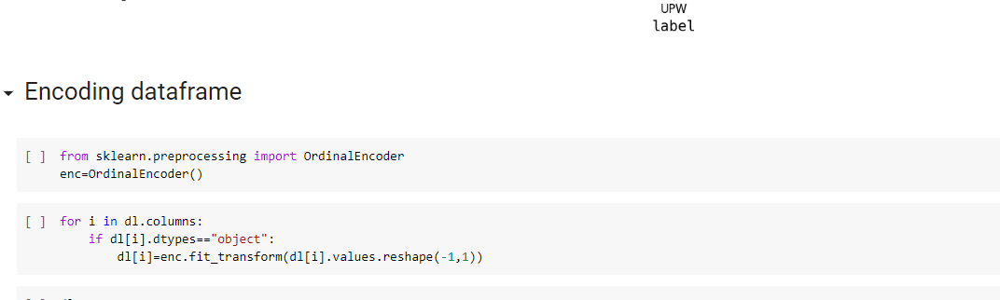 UPW
label
Encoding dataframe
[ ] from sklearn.preprocessing import OrdinalEncoder
enc=OrdinalEncoder()
[ ] for i in dl.columns:
if dl[i].dtypes=="object":
dl[i]=enc.fit_transform(dl[i].values.reshape(-1,1))